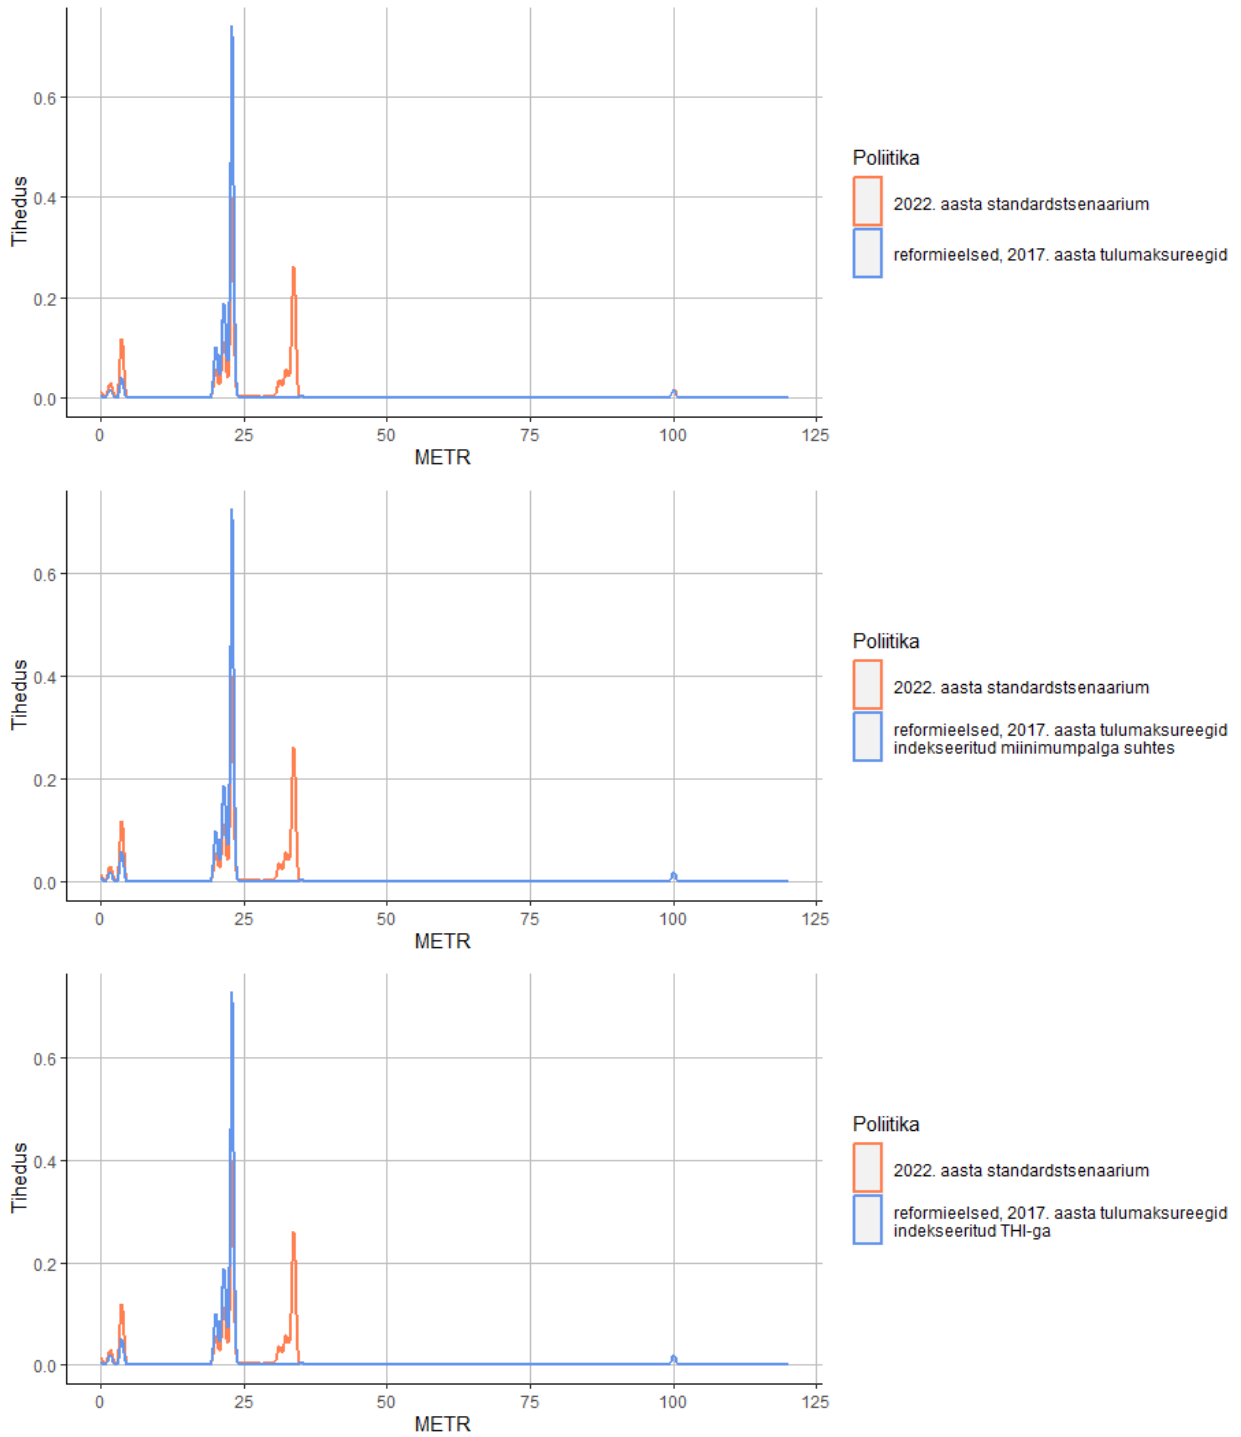 Tihedus
0.6
0.4
0.2
0.0
0
25
50
75
100
125
METR
Poliitika
2022. aasta standardstsenaarium
reformieelsed, 2017. aasta tulumaksureegid
Tihedus
0.6
0.4
0.2
0.0
0
25
50
75
100
125
METR
Poliitika
2022. aasta standardstsenaarium
reformieelsed, 2017. aasta tulumaksureegid
indekseeritud miinimumpalga suhtes
Tihedus
0.6
0.4
0.2
0.0
0
25
50
75
100
125
METR
Poliitika
2022. aasta standardstsenaarium
reformieelsed, 2017. aasta tulumaksureegid
indekseeritud THI-ga